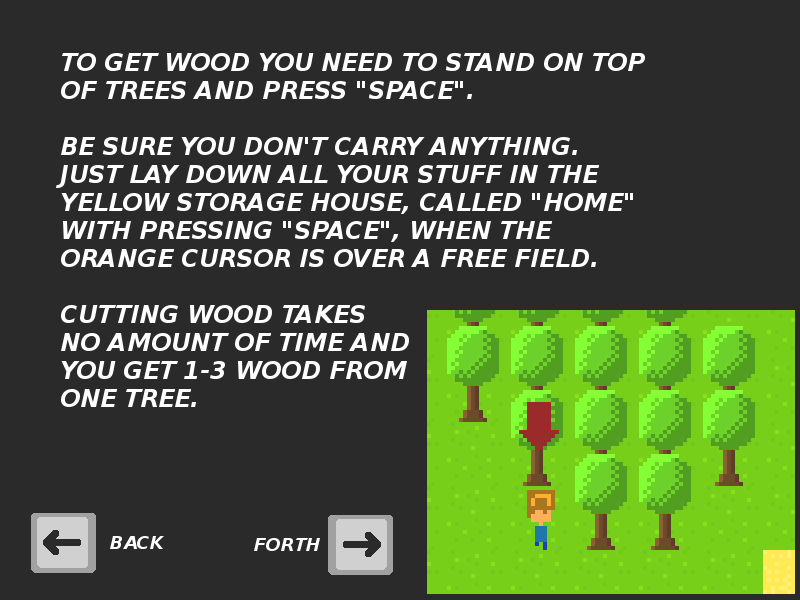 TO GET WOOD YOU NEED TO STAND ON TOP
OF TREES AND PRESS "SPACE".
BE SURE YOU DON'T CARRY ANYTHING.
JUST LAY DOWN ALL YOUR STUFF IN THE
YELLOW STORAGE HOUSE, CALLED "HOME"
WITH PRESSING "SPACE", WHEN THE
ORANGE CURSOR IS OVER A FREE FIELD.
CUTTING WOOD TAKES
NO AMOUNT OF TIME AND
YOU GET 1-3 WOOD FROM
ONE TREE.
BACK
FORTH